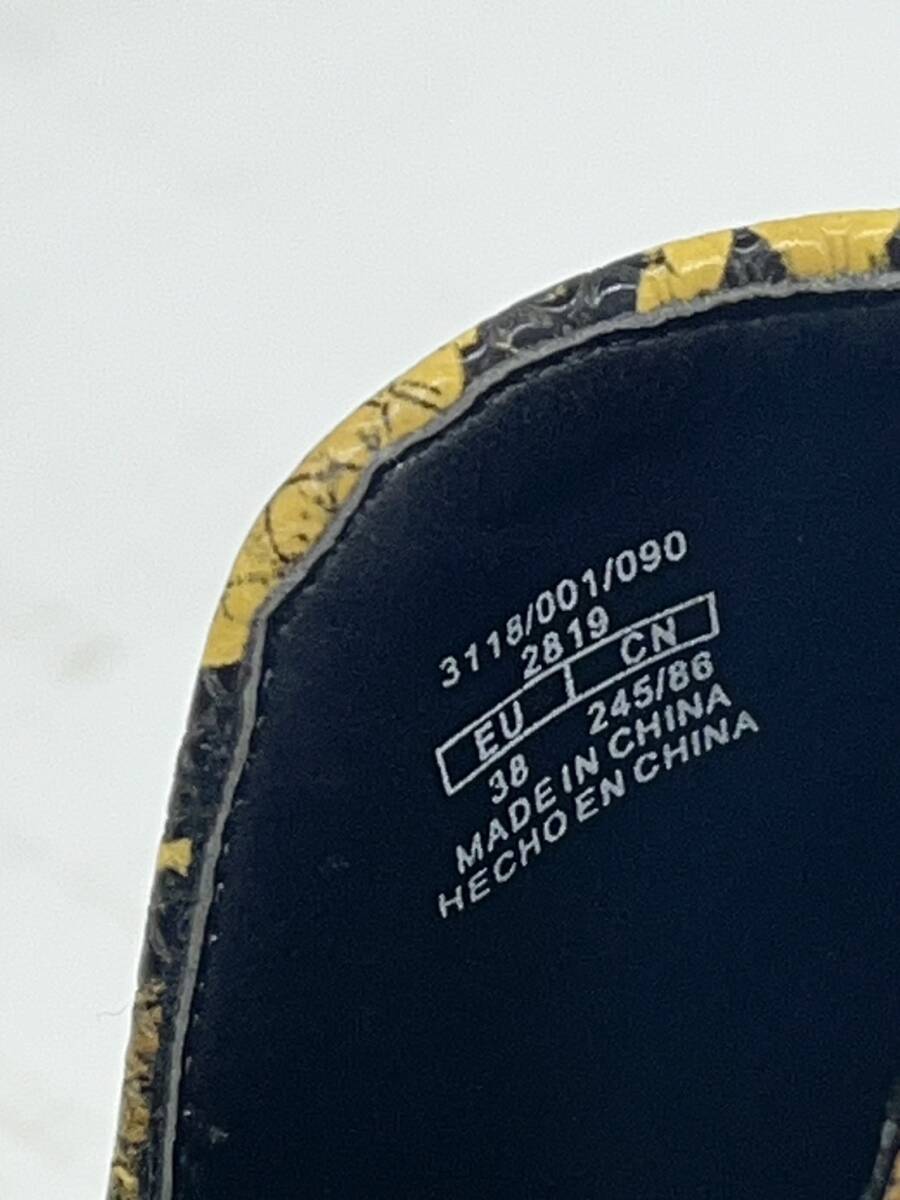 3118/001/090
2819
EU CN
38 245/86
MADE IN CHINA
HECHO EN CHINA